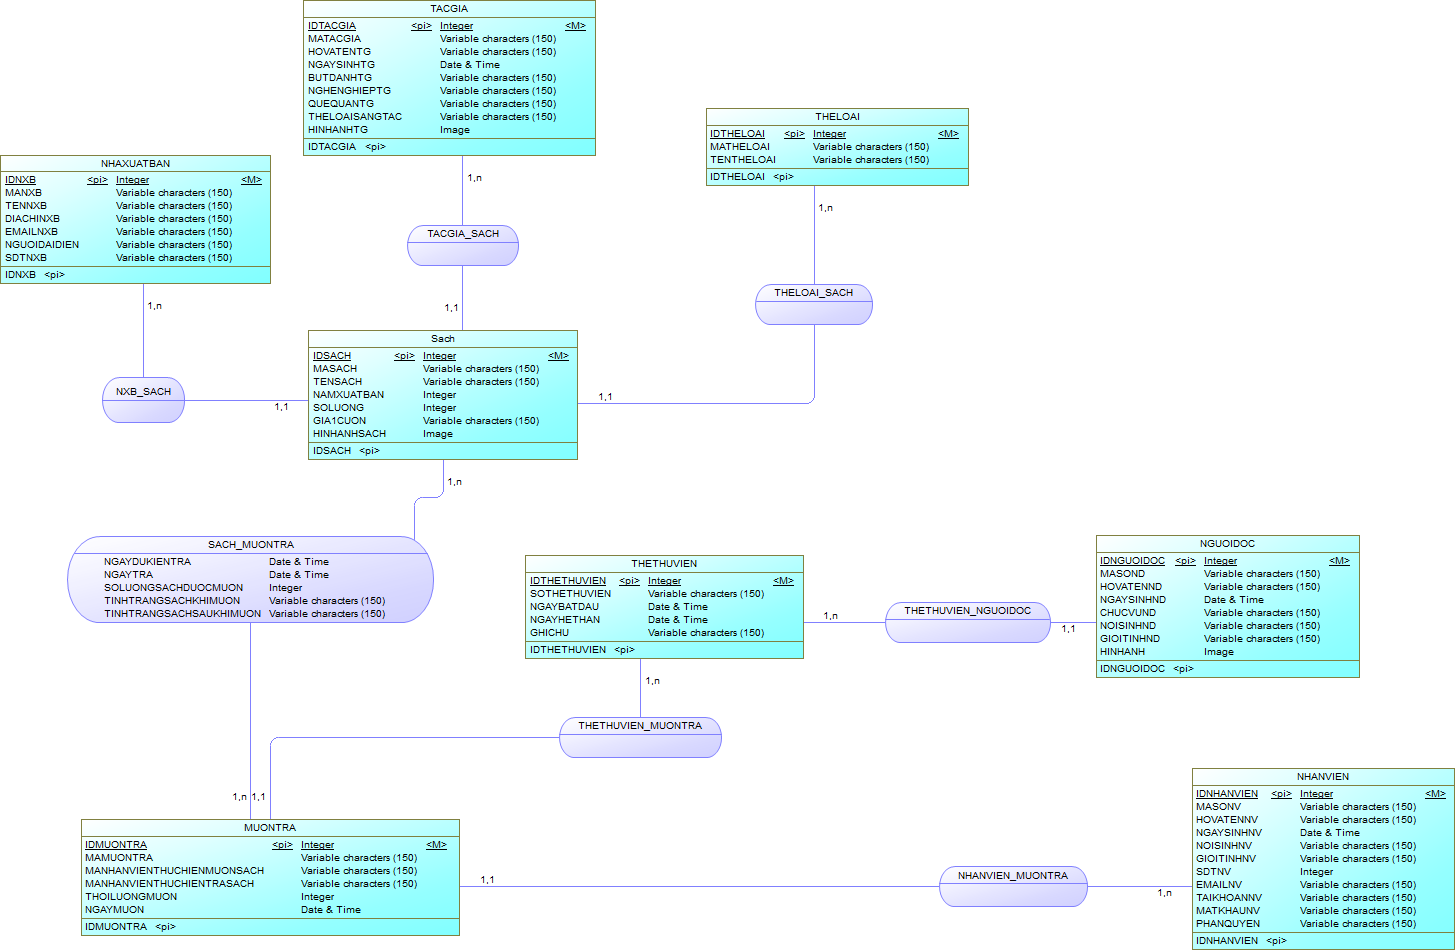 TACGIA
IDTACGIA <pi> Integer <M>
MATACGIA Variable characters (150)
HOVATENTG Variable characters (150)
NGAYSINHTG Date & Time
BUTDANHTG Variable characters (150)
NGHENGHIEPTG Variable characters (150)
QUEQUANTG Variable characters (150)
THELOAISANGTAC Variable characters (150)
HINHANHTG Image
IDTACGIA <pi>
1,n
THELOAI
IDTHELOAI <pi> Integer <M>
MATHELOAI Variable characters (150)
TENTHELOAI Variable characters (150)
IDTHELOAI <pi>
1,n
NHAXUATBAN
IDNXB <pi> Integer <M>
MANXB Variable characters (150)
TENNXB Variable characters (150)
DIACHINXB Variable characters (150)
EMAILNXB Variable characters (150)
NGUOIDAIDIEN Variable characters (150)
SDTNXB Variable characters (150)
IDNXB <pi>
1,n
TACGIA_SACH
1,1
THELOAI_SACH
1,1
NXB_SACH
1,1
Sach
IDSACH <pi> Integer <M>
MASACH Variable characters (150)
TENSACH Variable characters (150)
NAMXUATBAN Integer
SOLUONG Integer
GIA1CUON Variable characters (150)
HINHANHSACH Image
IDSACH <pi>
1,n
SACH_MUONTRA
NGAYDUKIENTRA Date & Time
NGAYTRA Date & Time
SOLUONGSACHDUOCMUON Integer
TINHTRANGSACHKHIMUON Variable characters (150)
TINHTRANGSACHSAUKHIMUON Variable characters (150)
THETHUVIEN
IDTHETHUVIEN <pi> Integer <M>
SOTHETHUVIEN Variable characters (150)
NGAYBATDAU Date & Time
NGAYHETHAN Date & Time
GHICHU Variable characters (150)
IDTHETHUVIEN <pi>
1,n
THETHUVIEN_NGUOIDOC
1,1
NGUOIDOC
IDNGUOIDOC <pi> Integer <M>
MASOND Variable characters (150)
HOVATENND Variable characters (150)
NGAYSINHND Date & Time
CHUCVUND Variable characters (150)
NOISINHND Variable characters (150)
GIOITINHND Variable characters (150)
HINHANH Image
IDNGUOIDOC <pi>
1,n
THETHUVIEN_MUONTRA
1,n 1,1
MUONTRA
IDMUONTRA <pi> Integer <M>
MAMUONTRA Variable characters (150)
MANHANVIENTHUCHIENMUONSACH Variable characters (150)
MANHANVIENTHUCHIENTRASACH Variable characters (150)
THOILUONGMUON Integer
NGAYMUON Date & Time
IDMUONTRA <pi>
1,1
NHANVIEN_MUONTRA
1,n
NHANVIEN
IDNHANVIEN <pi> Integer <M>
MASONV Variable characters (150)
HOVATENNV Variable characters (150)
NGAYSINHNV Date & Time
NOISINHNV Variable characters (150)
GIOITINHNV Variable characters (150)
SDTNV Integer
EMAILNV Variable characters (150)
TAIKHOANNV Variable characters (150)
MATKHAUNV Variable characters (150)
PHANQUYEN Variable characters (150)
IDNHANVIEN <pi>